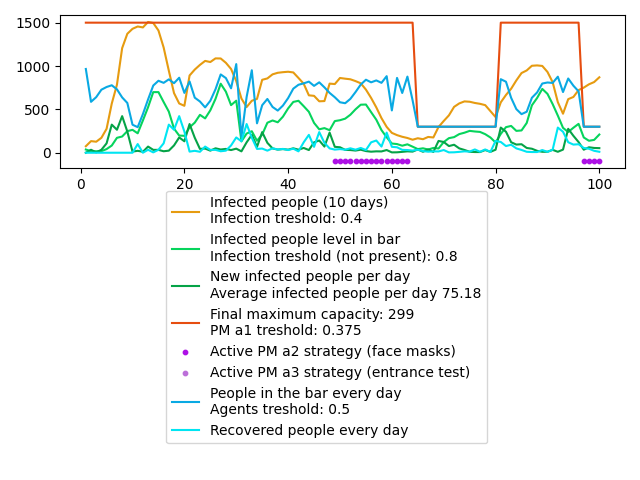 1500
1000
500
0
0 20 40 60 80 100
Infected people (10 days)
Infection treshold: 0.4
Infected people level in bar
Infection treshold (not present): 0.8
New infected people per day
Average infected people per day 75.18
Final maximum capacity: 299
PM a1 treshold: 0.375
Active PM a2 strategy (face masks)
Active PM a3 strategy (entrance test)
People in the bar every day
Agents treshold: 0.5
Recovered people every day